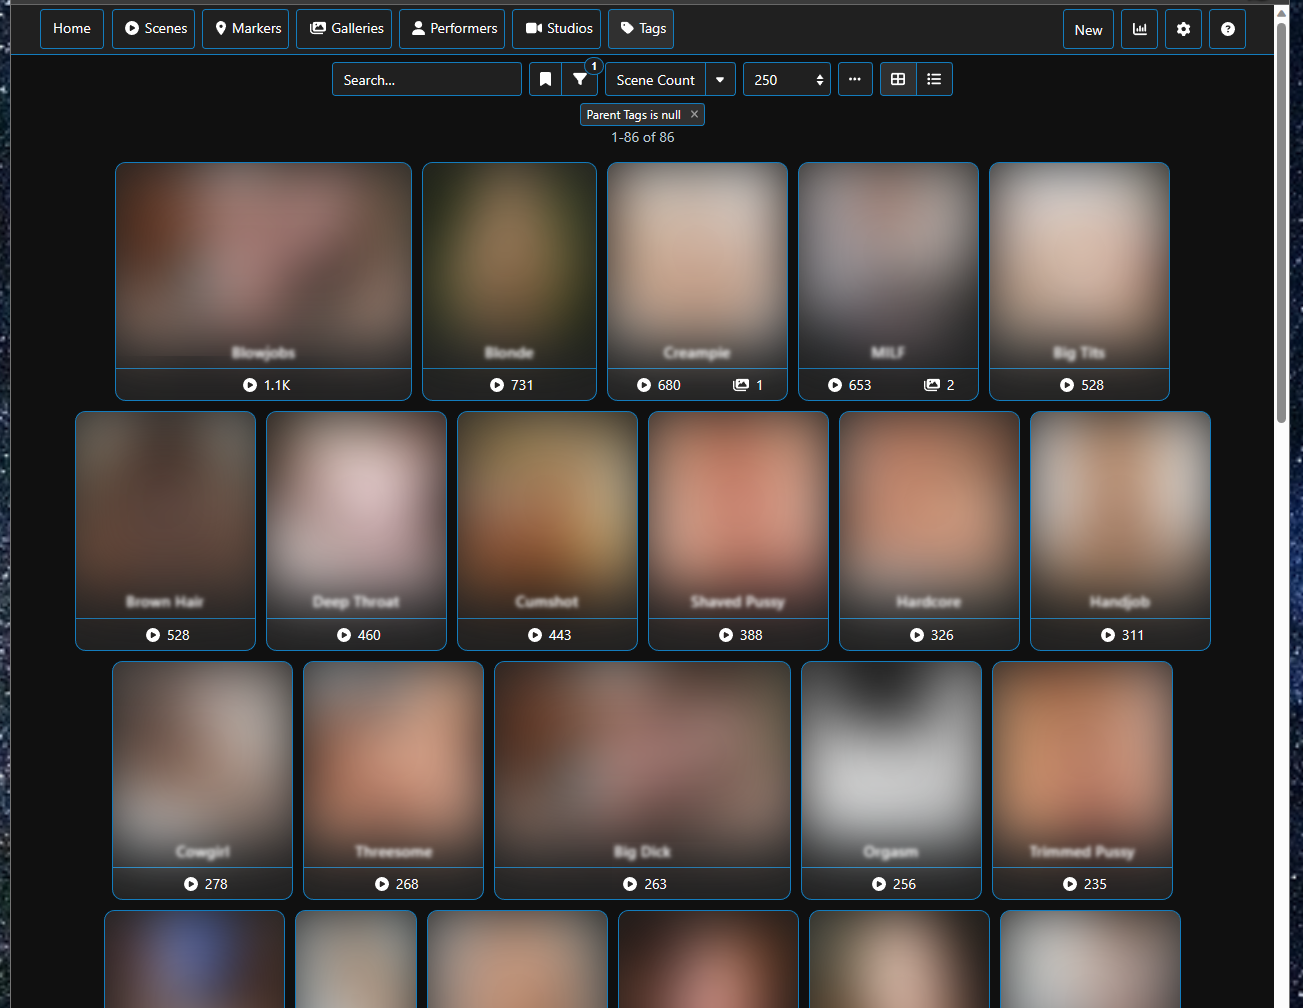 Home Scenes Markers Galleries Performers Studios Tags New
Search... 1 Scene Count 250 ...
Parent Tags is null ×
1-86 of 86
Blowjobs Blonde Creampie MILF Big Tits
1.1K 731 680 1 653 2 528
Brown Hair Deep Throat Cumshot Shaved Pussy Hardcore Handjob
528 460 443 388 326 311
Cowgirl Threesome Big Dick Orgasm Trimmed Pussy
278 268 263 256 235